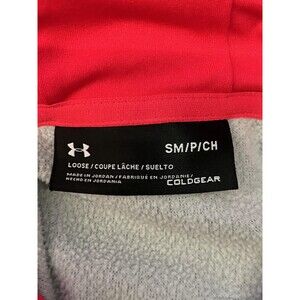 SM/P/CH
LOOSE / COUPE LÂCHE / SUELTO
MADE IN JORDAN / FABRIQUÉ EN JORDANIE /
HECHO EN JORDANIA
COLDGEAR